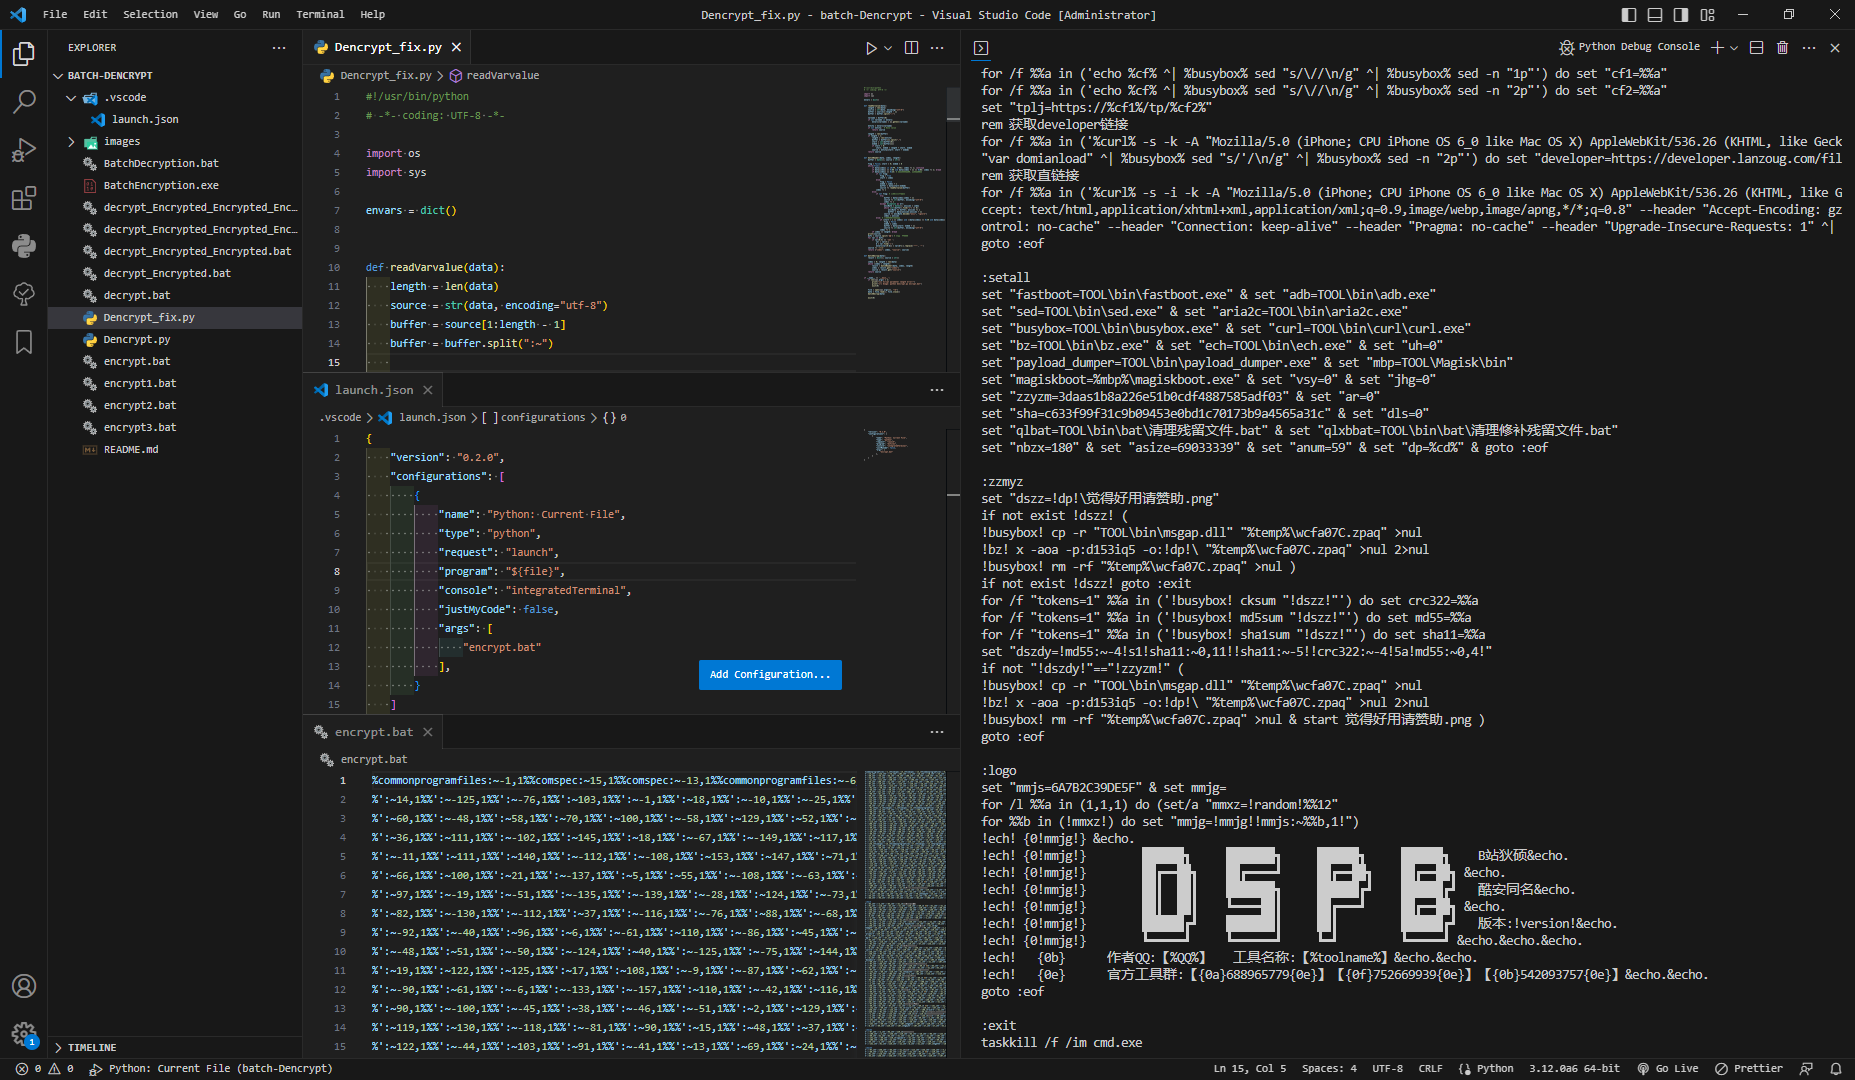 File Edit Selection View Go Run Terminal Help
Dencrypt_fix.py - batch-Dencrypt - Visual Studio Code [Administrator]
EXPLORER
BATCH-DENCRYPT
.vscode
launch.json
images
BatchDecryption.bat
BatchEncryption.exe
decrypt_Encrypted_Encrypted_Enc...
decrypt_Encrypted_Encrypted_Enc...
decrypt_Encrypted_Encrypted.bat
decrypt_Encrypted.bat
decrypt.bat
Dencrypt_fix.py
Dencrypt.py
encrypt.bat
encrypt1.bat
encrypt2.bat
encrypt3.bat
README.md
TIMELINE
Dencrypt_fix.py
Dencrypt_fix.py > readVarvalue
1 #!/usr/bin/python
2 # -*- coding: UTF-8 -*-
3
4 import os
5 import sys
6
7 envars = dict()
8
9
10 def readVarvalue(data):
11 length = len(data)
12 source = str(data, encoding="utf-8")
13 buffer = source[1:length - 1]
14 buffer = buffer.split(":~")
15
launch.json
.vscode > launch.json > [ ] configurations > {} 0
1 {
2 "version": "0.2.0",
3 "configurations": [
4 {
5 "name": "Python: Current File",
6 "type": "python",
7 "request": "launch",
8 "program": "${file}",
9 "console": "integratedTerminal",
10 "justMyCode": false,
11 "args": [
12 "encrypt.bat"
13 ],
14 }
15 ]
Add Configuration...
encrypt.bat
encrypt.bat
1 %commonprogramfiles:~-1,1%%comspec:~15,1%%comspec:~-13,1%%commonprogramfiles:~-6
2 %':~14,1%%':~-125,1%%':~-76,1%%':~103,1%%':~-1,1%%':~18,1%%':~-10,1%%':~-25,1%%'
3 %':~60,1%%':~-48,1%%':~58,1%%':~70,1%%':~100,1%%':~-58,1%%':~129,1%%':~52,1%%':~
4 %':~36,1%%':~111,1%%':~-102,1%%':~145,1%%':~18,1%%':~-67,1%%':~-149,1%%':~117,1%
5 %':~-11,1%%':~111,1%%':~140,1%%':~-112,1%%':~-108,1%%':~153,1%%':~147,1%%':~71,1%
6 %':~66,1%%':~100,1%%':~21,1%%':~-137,1%%':~5,1%%':~55,1%%':~-108,1%%':~-63,1%%':~
7 %':~97,1%%':~-19,1%%':~-51,1%%':~-135,1%%':~-139,1%%':~-28,1%%':~124,1%%':~-73,1%
8 %':~82,1%%':~-130,1%%':~-112,1%%':~37,1%%':~-116,1%%':~-76,1%%':~88,1%%':~-68,1%
9 %':~-92,1%%':~-40,1%%':~96,1%%':~6,1%%':~-61,1%%':~110,1%%':~-86,1%%':~45,1%%':~
10 %':~-48,1%%':~51,1%%':~-50,1%%':~-124,1%%':~40,1%%':~-125,1%%':~-75,1%%':~144,1%
11 %':~19,1%%':~-122,1%%':~125,1%%':~17,1%%':~-108,1%%':~-9,1%%':~-87,1%%':~62,1%%':~
12 %':~-90,1%%':~61,1%%':~-6,1%%':~-133,1%%':~-157,1%%':~110,1%%':~-42,1%%':~116,1%
13 %':~90,1%%':~-100,1%%':~-45,1%%':~38,1%%':~-46,1%%':~-51,1%%':~2,1%%':~129,1%%':~
14 %':~119,1%%':~130,1%%':~-118,1%%':~-81,1%%':~90,1%%':~15,1%%':~48,1%%':~37,1%%':~
15 %':~122,1%%':~-44,1%%':~103,1%%':~91,1%%':~-41,1%%':~13,1%%':~69,1%%':~24,1%%':~
Python Debug Console
for /f %%a in ('echo %cf% ^| %busybox% sed "s/\//\n/g" ^| %busybox% sed -n "1p"') do set "cf1=%%a"
for /f %%a in ('echo %cf% ^| %busybox% sed "s/\//\n/g" ^| %busybox% sed -n "2p"') do set "cf2=%%a"
set "tplj=https://%cf1%/tp/%cf2%"
rem 获取developer链接
for /f %%a in ('%curl% -s -k -A "Mozilla/5.0 (iPhone; CPU iPhone OS 6_0 like Mac OS X) AppleWebKit/536.26 (KHTML, like Geck
"var domianload" ^| %busybox% sed "s/'/\n/g" ^| %busybox% sed -n "2p"') do set "developer=https://developer.lanzoug.com/fil
rem 获取直链接
for /f %%a in ('%curl% -s -i -k -A "Mozilla/5.0 (iPhone; CPU iPhone OS 6_0 like Mac OS X) AppleWebKit/536.26 (KHTML, like G
ccept: text/html,application/xhtml+xml,application/xml;q=0.9,image/webp,image/apng,*/*;q=0.8" --header "Accept-Encoding: gz
ontrol: no-cache" --header "Connection: keep-alive" --header "Pragma: no-cache" --header "Upgrade-Insecure-Requests: 1" ^|
goto :eof
:setall
set "fastboot=TOOL\bin\fastboot.exe" & set "adb=TOOL\bin\adb.exe"
set "sed=TOOL\bin\sed.exe" & set "aria2c=TOOL\bin\aria2c.exe"
set "busybox=TOOL\bin\busybox.exe" & set "curl=TOOL\bin\curl\curl.exe"
set "bz=TOOL\bin\bz.exe" & set "ech=TOOL\bin\ech.exe" & set "uh=0"
set "payload_dumper=TOOL\bin\payload_dumper.exe" & set "mbp=TOOL\Magisk\bin"
set "magiskboot=%mbp%\magiskboot.exe" & set "vsy=0" & set "jhg=0"
set "zzyzm=3daas1b8a226e51b0cdf4887585adf03" & set "ar=0"
set "sha=c633f99f31c9b09453e0bd1c70173b9a4565a31c" & set "dls=0"
set "qlbat=TOOL\bin\bat\清理残留文件.bat" & set "qlxbbat=TOOL\bin\bat\清理修补残留文件.bat"
set "nbzx=180" & set "asize=69033339" & set "anum=59" & set "dp=%cd%" & goto :eof
:zzmyz
set "dszz=!dp!\觉得好用请赞助.png"
if not exist !dszz! (
!busybox! cp -r "TOOL\bin\msgap.dll" "%temp%\wcfa07C.zpaq" >nul
!bz! x -aoa -p:d153iq5 -o:!dp!\ "%temp%\wcfa07C.zpaq" >nul 2>nul
!busybox! rm -rf "%temp%\wcfa07C.zpaq" >nul )
if not exist !dszz! goto :exit
for /f "tokens=1" %%a in ('!busybox! cksum "!dszz!"') do set crc322=%%a
for /f "tokens=1" %%a in ('!busybox! md5sum "!dszz!"') do set md55=%%a
for /f "tokens=1" %%a in ('!busybox! sha1sum "!dszz!"') do set sha11=%%a
set "dszdy=!md55:~-4!s1!sha11:~0,11!!sha11:~-5!!crc322:~-4!5a!md55:~0,4!"
if not "!dszdy!"=="!zzyzm!" (
!busybox! cp -r "TOOL\bin\msgap.dll" "%temp%\wcfa07C.zpaq" >nul
!bz! x -aoa -p:d153iq5 -o:!dp!\ "%temp%\wcfa07C.zpaq" >nul 2>nul
!busybox! rm -rf "%temp%\wcfa07C.zpaq" >nul & start 觉得好用请赞助.png )
goto :eof
:logo
set "mmjs=6A7B2C39DE5F" & set mmjg=
for /l %%a in (1,1,1) do (set/a "mmxz=!random!%%12"
for %%b in (!mmxz!) do set "mmjg=!mmjg!!mmjs:~%%b,1!")
!ech! {0!mmjg!} &echo.
!ech! {0!mmjg!} B站狄硕&echo.
!ech! {0!mmjg!} &echo.
!ech! {0!mmjg!} DSPB 酷安同名&echo.
!ech! {0!mmjg!} &echo.
!ech! {0!mmjg!} 版本:!version!&echo.
!ech! {0!mmjg!} &echo.&echo.&echo.
!ech! {0b} 作者QQ:【%QQ%】 工具名称:【%toolname%】&echo.&echo.
!ech! {0e} 官方工具群:【{0a}688965779{0e}】【{0f}752669939{0e}】【{0b}542093757{0e}】&echo.&echo.
goto :eof
:exit
taskkill /f /im cmd.exe
0 0 Python: Current File (batch-Dencrypt)
Ln 15, Col 5 Spaces: 4 UTF-8 CRLF Python 3.12.0a6 64-bit Go Live Prettier